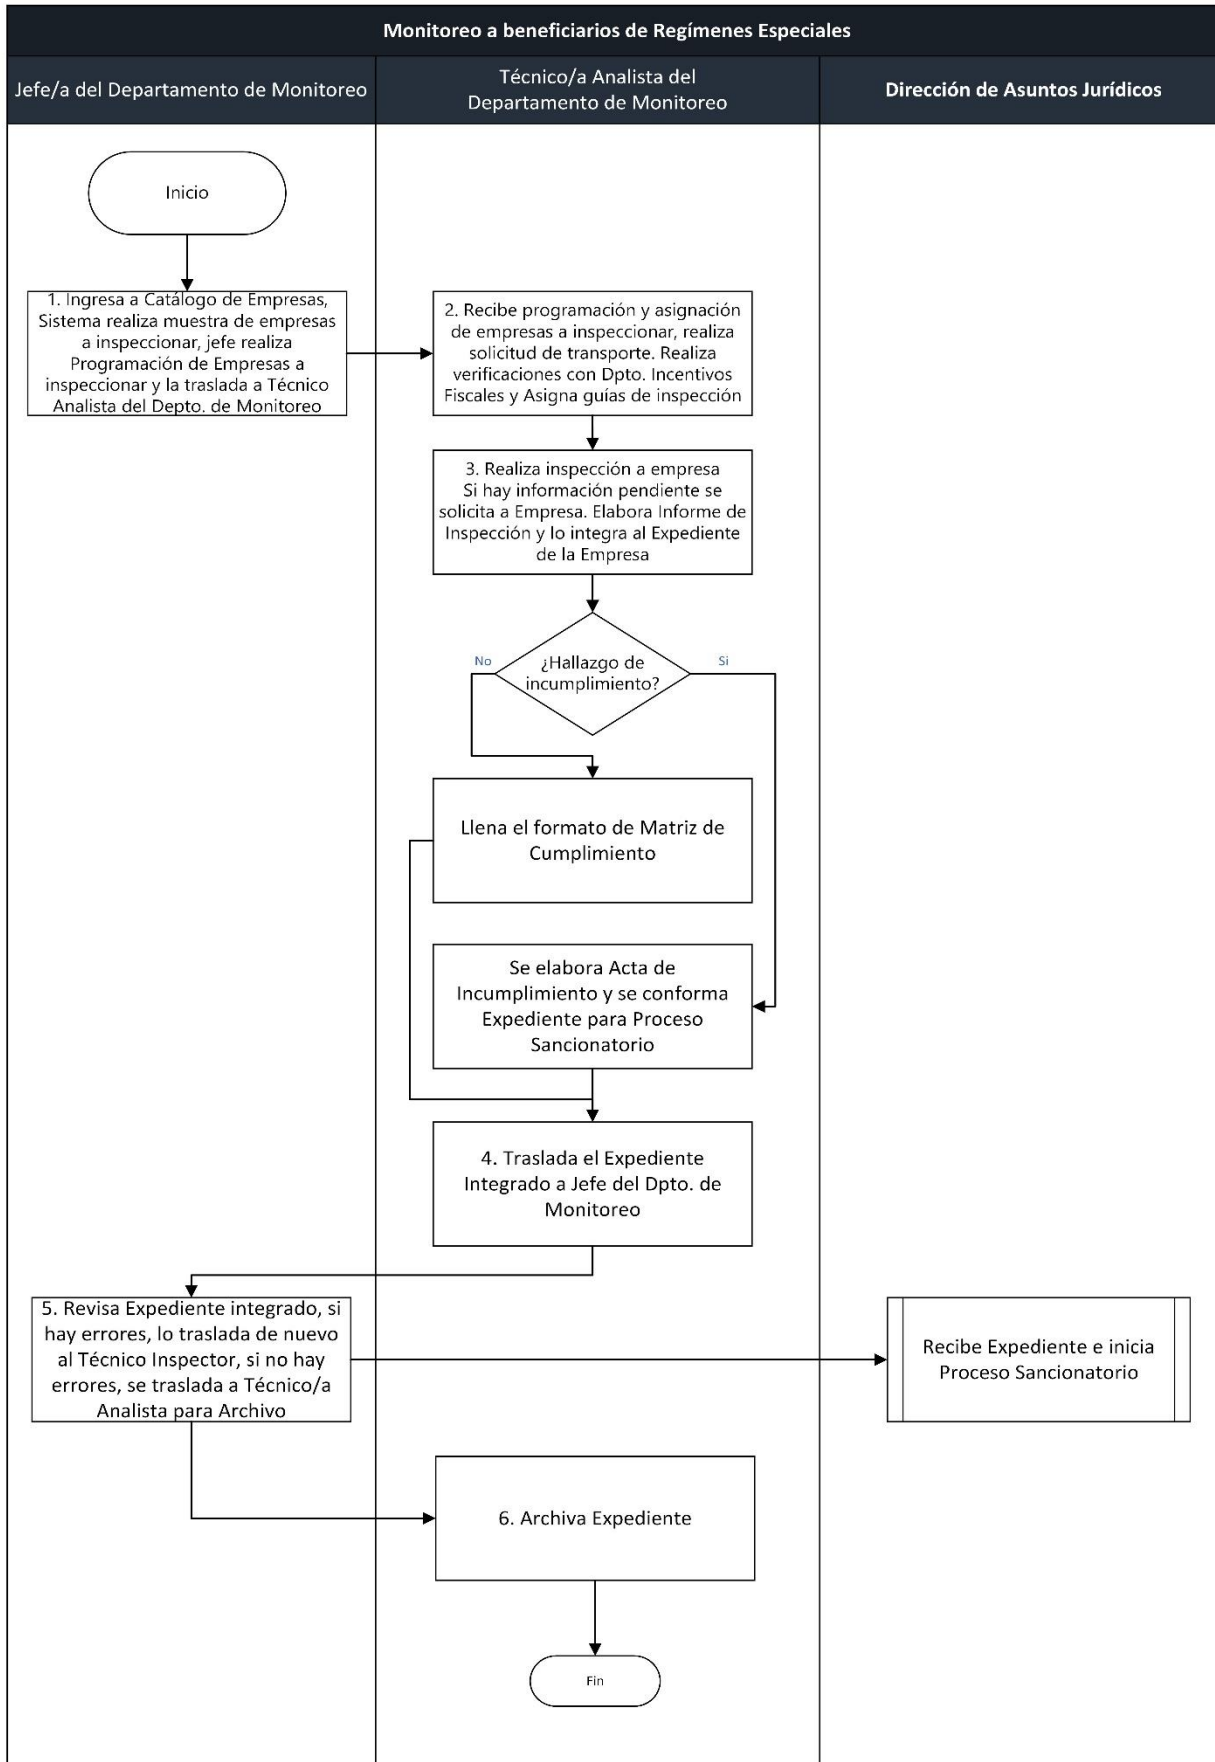 Monitoreo a beneficiarios de Regímenes Especiales
Jefe/a del Departamento de Monitoreo
Técnico/a Analista del
Departamento de Monitoreo
Dirección de Asuntos Jurídicos
Inicio
1. Ingresa a Catálogo de Empresas,
Sistema realiza muestra de empresas
a inspeccionar, jefe realiza
Programación de Empresas a
inspeccionar y la traslada a Técnico
Analista del Depto. de Monitoreo
2. Recibe programación y asignación
de empresas a inspeccionar, realiza
solicitud de transporte. Realiza
verificaciones con Dpto. Incentivos
Fiscales y Asigna guías de inspección
3. Realiza inspección a empresa
Si hay información pendiente se
solicita a Empresa. Elabora Informe de
Inspección y lo integra al Expediente
de la Empresa
No
¿Hallazgo de
incumplimiento?
Si
Llena el formato de Matriz de
Cumplimiento
Se elabora Acta de
Incumplimiento y se conforma
Expediente para Proceso
Sancionatorio
4. Traslada el Expediente
Integrado a Jefe del Dpto. de
Monitoreo
5. Revisa Expediente integrado, si
hay errores, lo traslada de nuevo
al Técnico Inspector, si no hay
errores, se traslada a Técnico/a
Analista para Archivo
Recibe Expediente e inicia
Proceso Sancionatorio
6. Archiva Expediente
Fin